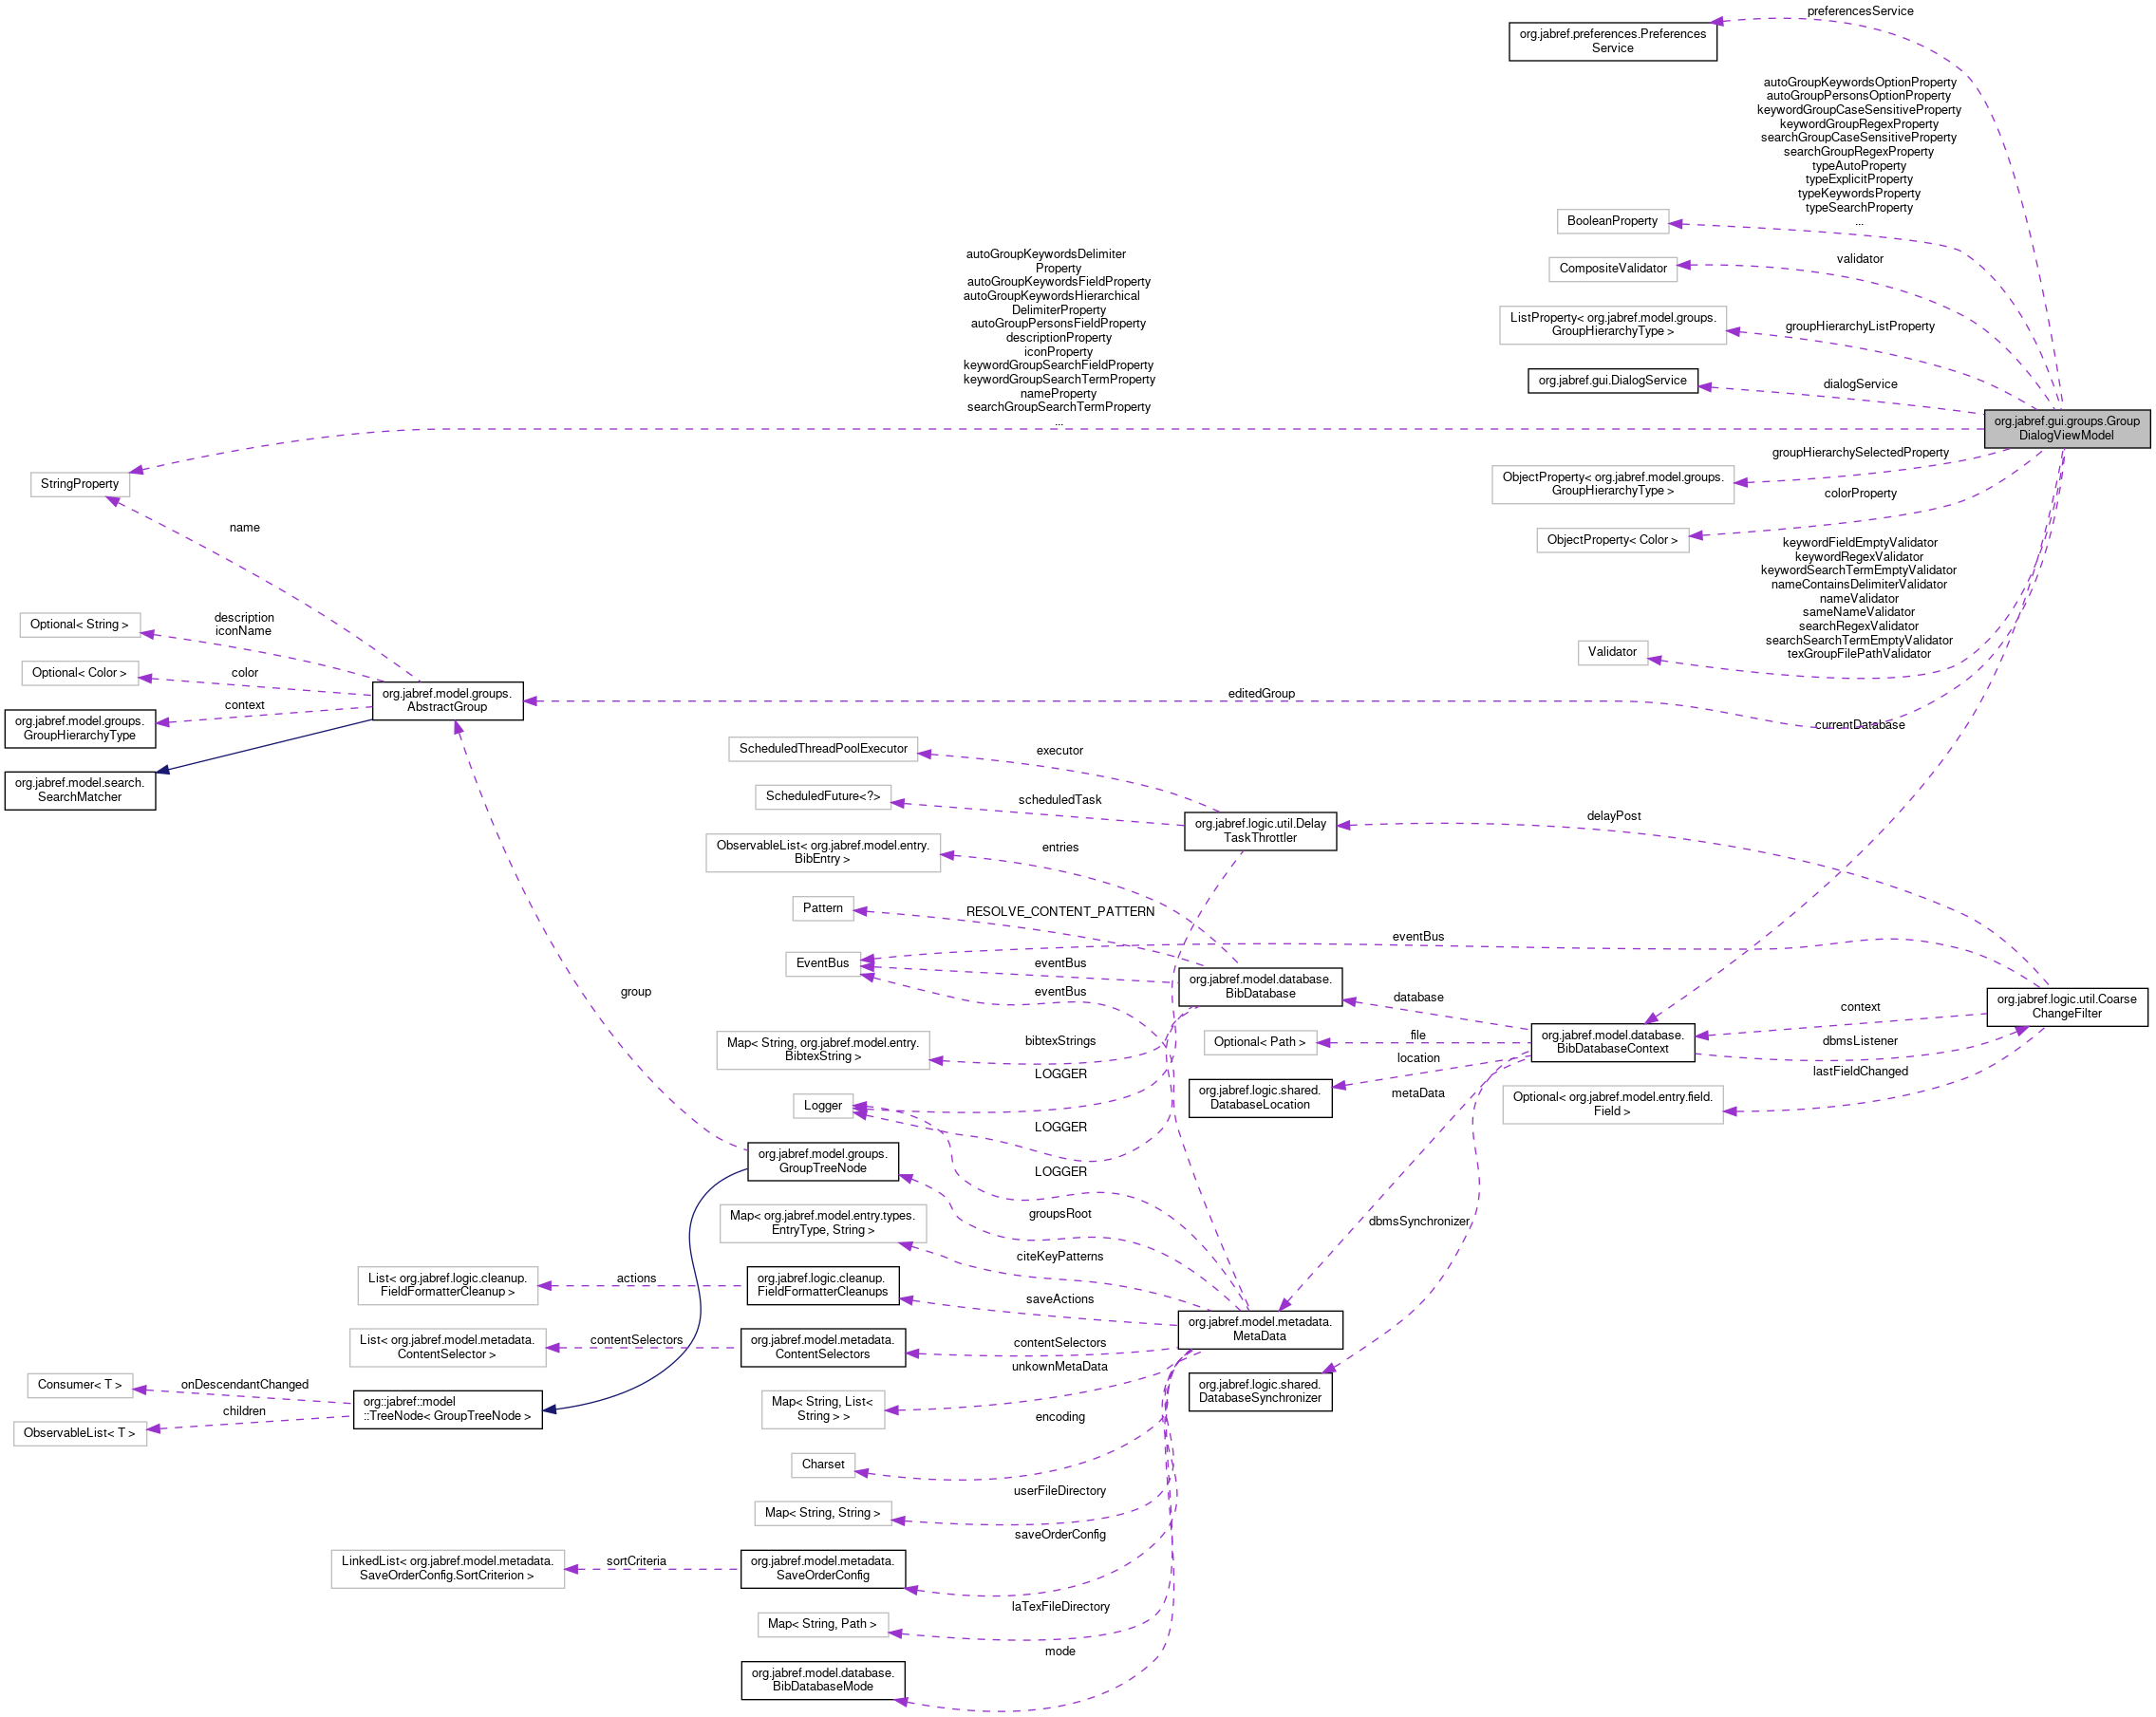 preferencesService
org.jabref.preferences.Preferences
Service
autoGroupKeywordsOptionProperty
autoGroupPersonsOptionProperty
keywordGroupCaseSensitiveProperty
keywordGroupRegexProperty
searchGroupCaseSensitiveProperty
searchGroupRegexProperty
typeAutoProperty
typeExplicitProperty
typeKeywordsProperty
typeSearchProperty
...
BooleanProperty
validator
CompositeValidator
autoGroupKeywordsDelimiter
Property
autoGroupKeywordsFieldProperty
autoGroupKeywordsHierarchical
DelimiterProperty
autoGroupPersonsFieldProperty
descriptionProperty
iconProperty
keywordGroupSearchFieldProperty
keywordGroupSearchTermProperty
nameProperty
searchGroupSearchTermProperty
...
ListProperty< org.jabref.model.groups.
GroupHierarchyType >
groupHierarchyListProperty
org.jabref.gui.DialogService
dialogService
org.jabref.gui.groups.Group
DialogViewModel
groupHierarchySelectedProperty
ObjectProperty< org.jabref.model.groups.
GroupHierarchyType >
colorProperty
ObjectProperty< Color >
StringProperty
name
keywordFieldEmptyValidator
keywordRegexValidator
keywordSearchTermEmptyValidator
nameContainsDelimiterValidator
nameValidator
sameNameValidator
searchRegexValidator
searchSearchTermEmptyValidator
texGroupFilePathValidator
Validator
Optional< String >
description
iconName
Optional< Color >
color
org.jabref.model.groups.
AbstractGroup
context
org.jabref.model.groups.
GroupHierarchyType
editedGroup
currentDatabase
org.jabref.model.search.
SearchMatcher
ScheduledThreadPoolExecutor
executor
ScheduledFuture<?>
scheduledTask
org.jabref.logic.util.Delay
TaskThrottler
delayPost
ObservableList< org.jabref.model.entry.
BibEntry >
entries
Pattern
RESOLVE_CONTENT_PATTERN
eventBus
EventBus
eventBus
eventBus
org.jabref.model.database.
BibDatabase
database
group
org.jabref.logic.util.Coarse
ChangeFilter
context
org.jabref.model.database.
BibDatabaseContext
dbmsListener
file
Optional< Path >
Map< String, org.jabref.model.entry.
BibtexString >
bibtexStrings
location
lastFieldChanged
LOGGER
org.jabref.logic.shared.
DatabaseLocation
metaData
Optional< org.jabref.model.entry.field.
Field >
Logger
LOGGER
org.jabref.model.groups.
GroupTreeNode
LOGGER
groupsRoot
Map< org.jabref.model.entry.types.
EntryType, String >
dbmsSynchronizer
citeKeyPatterns
List< org.jabref.logic.cleanup.
FieldFormatterCleanup >
actions
org.jabref.logic.cleanup.
FieldFormatterCleanups
saveActions
org.jabref.model.metadata.
MetaData
List< org.jabref.model.metadata.
ContentSelector >
contentSelectors
org.jabref.model.metadata.
ContentSelectors
contentSelectors
unkownMetaData
Consumer< T >
onDescendantChanged
org::jabref::model
::TreeNode< GroupTreeNode >
children
ObservableList< T >
Map< String, List<
String > >
org.jabref.logic.shared.
DatabaseSynchronizer
encoding
Charset
userFileDirectory
Map< String, String >
saveOrderConfig
LinkedList< org.jabref.model.metadata.
SaveOrderConfig.SortCriterion >
sortCriteria
org.jabref.model.metadata.
SaveOrderConfig
laTexFileDirectory
Map< String, Path >
mode
org.jabref.model.database.
BibDatabaseMode